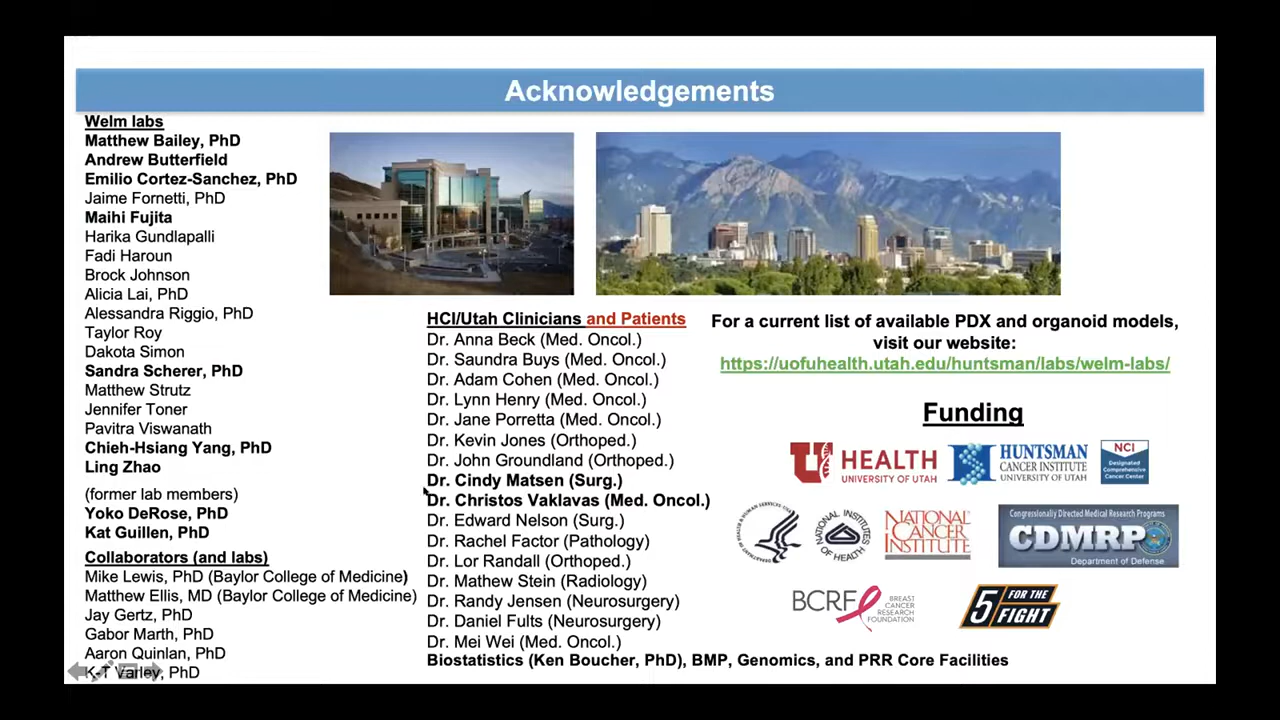 Acknowledgements
Welm labs
Matthew Bailey, PhD
Andrew Butterfield
Emilio Cortez-Sanchez, PhD
Jaime Fornetti, PhD
Maihi Fujita
Harika Gundlapalli
Fadi Haroun
Brock Johnson
Alicia Lai, PhD
Alessandra Riggio, PhD
Taylor Roy
Dakota Simon
Sandra Scherer, PhD
Matthew Strutz
Jennifer Toner
Pavitra Viswanath
Chieh-Hsiang Yang, PhD
Ling Zhao
(former lab members)
Yoko DeRose, PhD
Kat Guillen, PhD
Collaborators (and labs)
Mike Lewis, PhD (Baylor College of Medicine)
Matthew Ellis, MD (Baylor College of Medicine)
Jay Gertz, PhD
Gabor Marth, PhD
Aaron Quinlan, PhD
K-T Varley, PhD
HCI/Utah Clinicians and Patients
Dr. Anna Beck (Med. Oncol.)
Dr. Saundra Buys (Med. Oncol.)
Dr. Adam Cohen (Med. Oncol.)
Dr. Lynn Henry (Med. Oncol.)
Dr. Jane Porretta (Med. Oncol.)
Dr. Kevin Jones (Orthoped.)
Dr. John Groundland (Orthoped.)
Dr. Cindy Matsen (Surg.)
Dr. Christos Vaklavas (Med. Oncol.)
Dr. Edward Nelson (Surg.)
Dr. Rachel Factor (Pathology)
Dr. Lor Randall (Orthoped.)
Dr. Mathew Stein (Radiology)
Dr. Randy Jensen (Neurosurgery)
Dr. Daniel Fults (Neurosurgery)
Dr. Mei Wei (Med. Oncol.)
Biostatistics (Ken Boucher, PhD), BMP, Genomics, and PRR Core Facilities
For a current list of available PDX and organoid models,
visit our website:
https://uofuhealth.utah.edu/huntsman/labs/welm-labs/
Funding
U HEALTH
UNIVERSITY OF UTAH
HUNTSMAN
CANCER INSTITUTE
UNIVERSITY OF UTAH
NCI
Designated
Comprehensive
Cancer Center
NATIONAL INSTITUTES
OF HEALTH
NATIONAL
CANCER
INSTITUTE
Congressionally Directed Medical Research Programs
CDMRP
Department of Defense
BCRF
BREAST
CANCER
RESEARCH
FOUNDATION
5 FOR THE
FIGHT